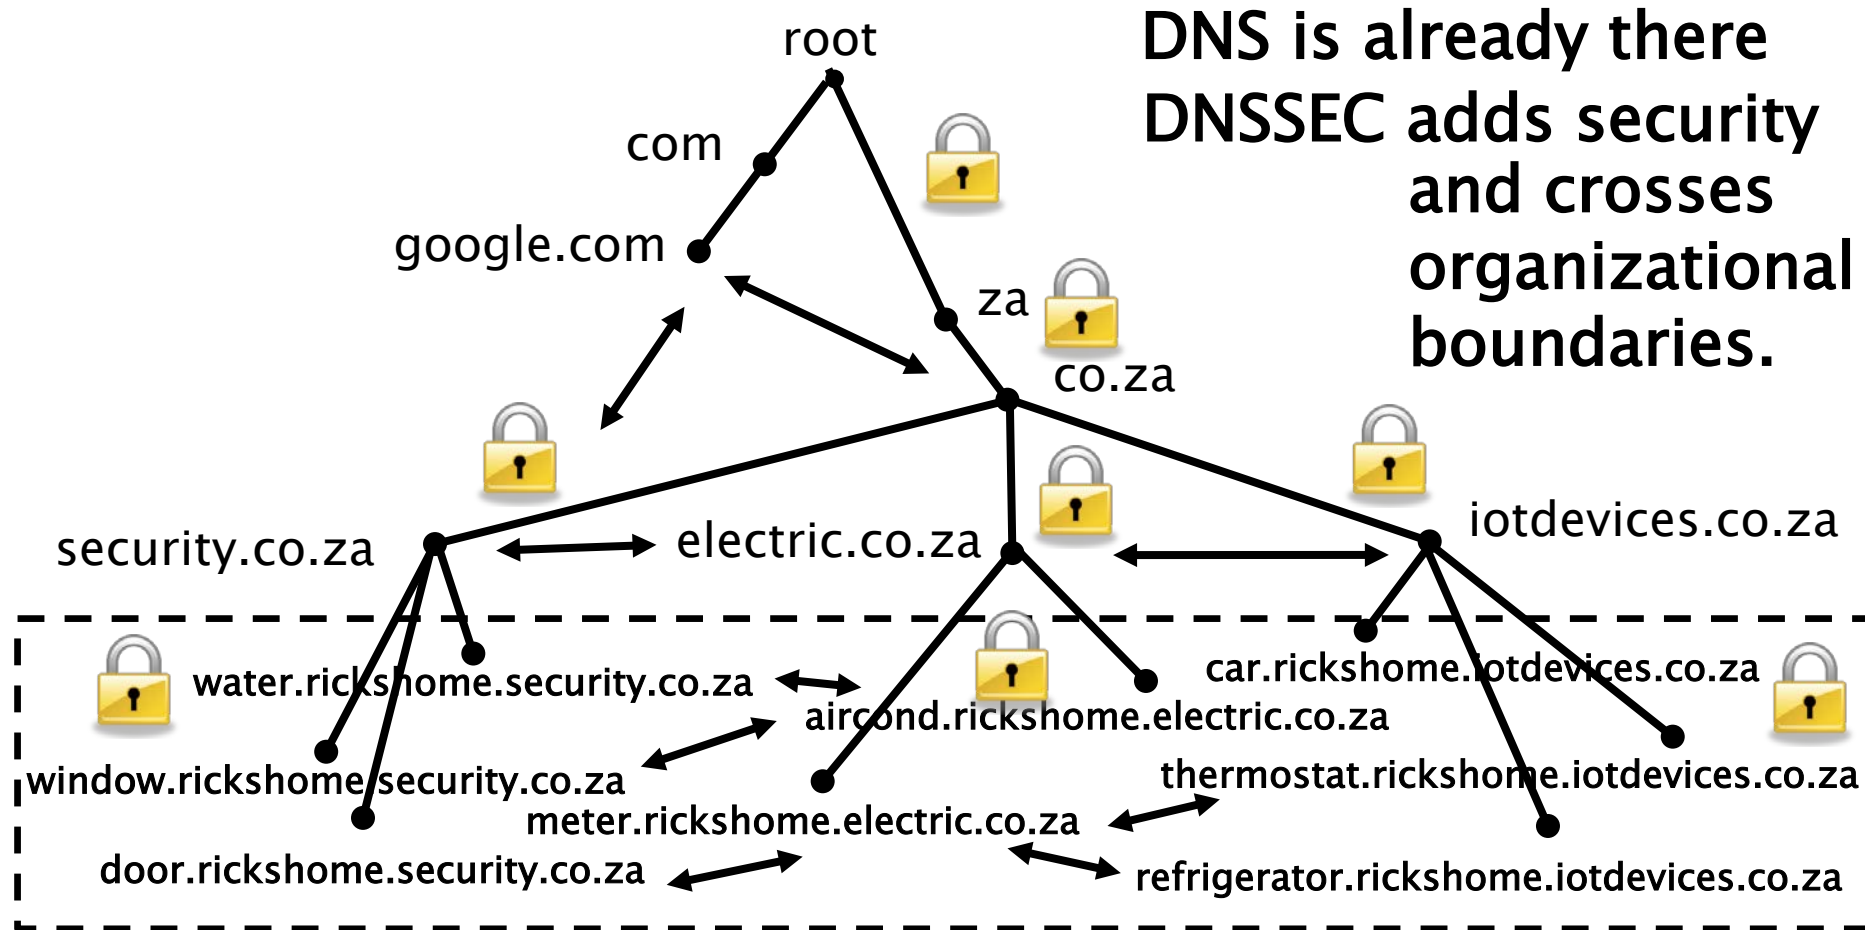 root
DNS is already there
DNSSEC adds security
and crosses
organizational
boundaries.
com
google.com
za
co.za
security.co.za
electric.co.za
iotdevices.co.za
water.rickshome.security.co.za
car.rickshome.iotdevices.co.za
aircond.rickshome.electric.co.za
window.rickshome.security.co.za
thermostat.rickshome.iotdevices.co.za
meter.rickshome.electric.co.za
door.rickshome.security.co.za
refrigerator.rickshome.iotdevices.co.za